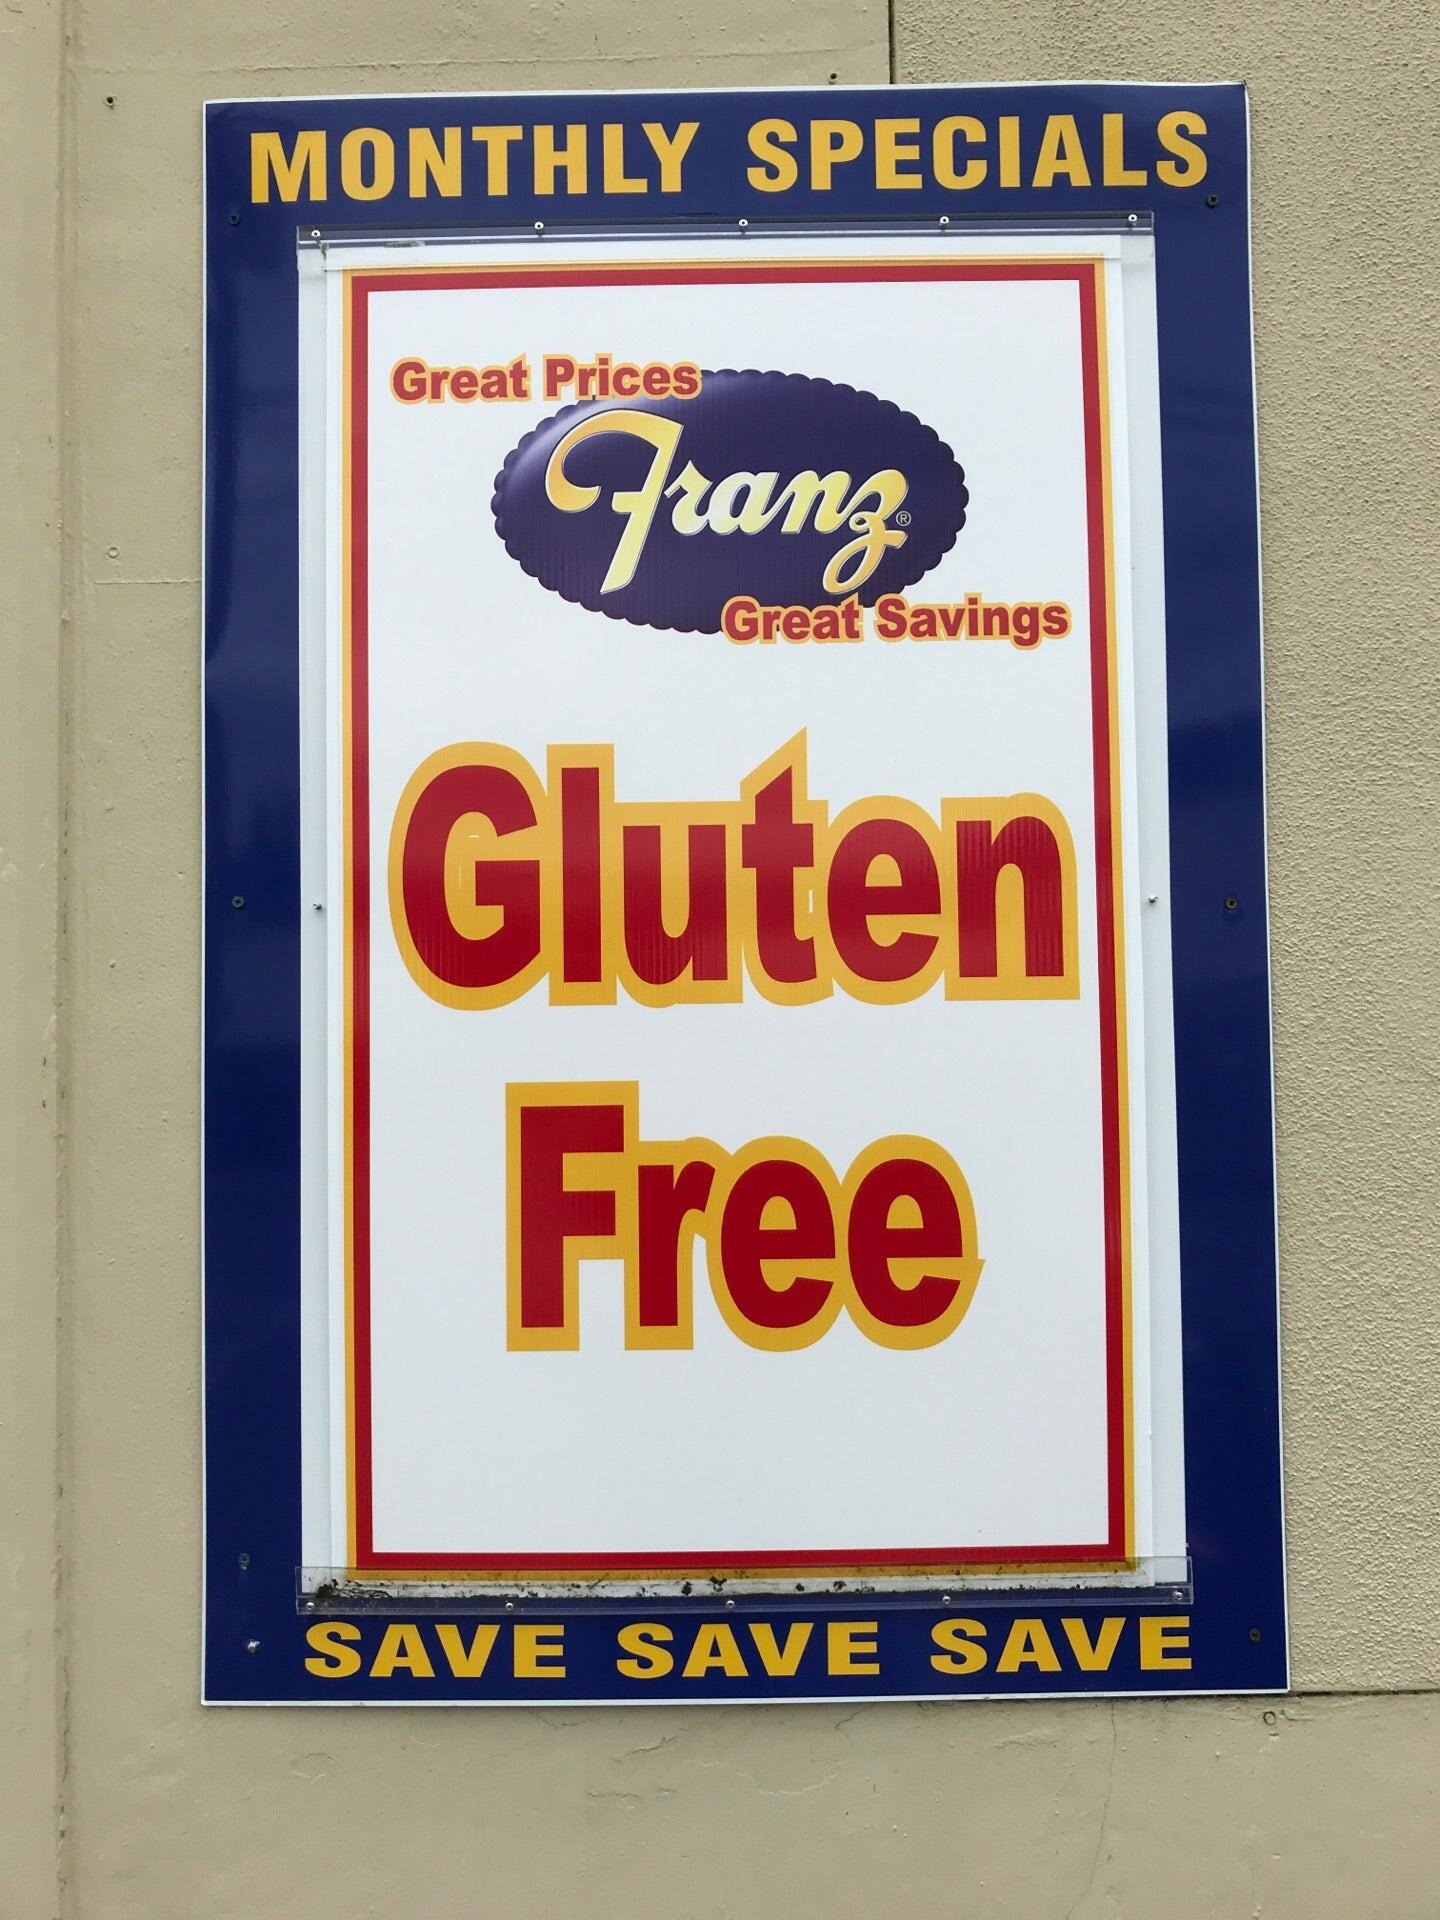 MONTHLY SPECIALS
Great Prices
Franz®
Great Savings
Gluten
Free
SAVE SAVE SAVE